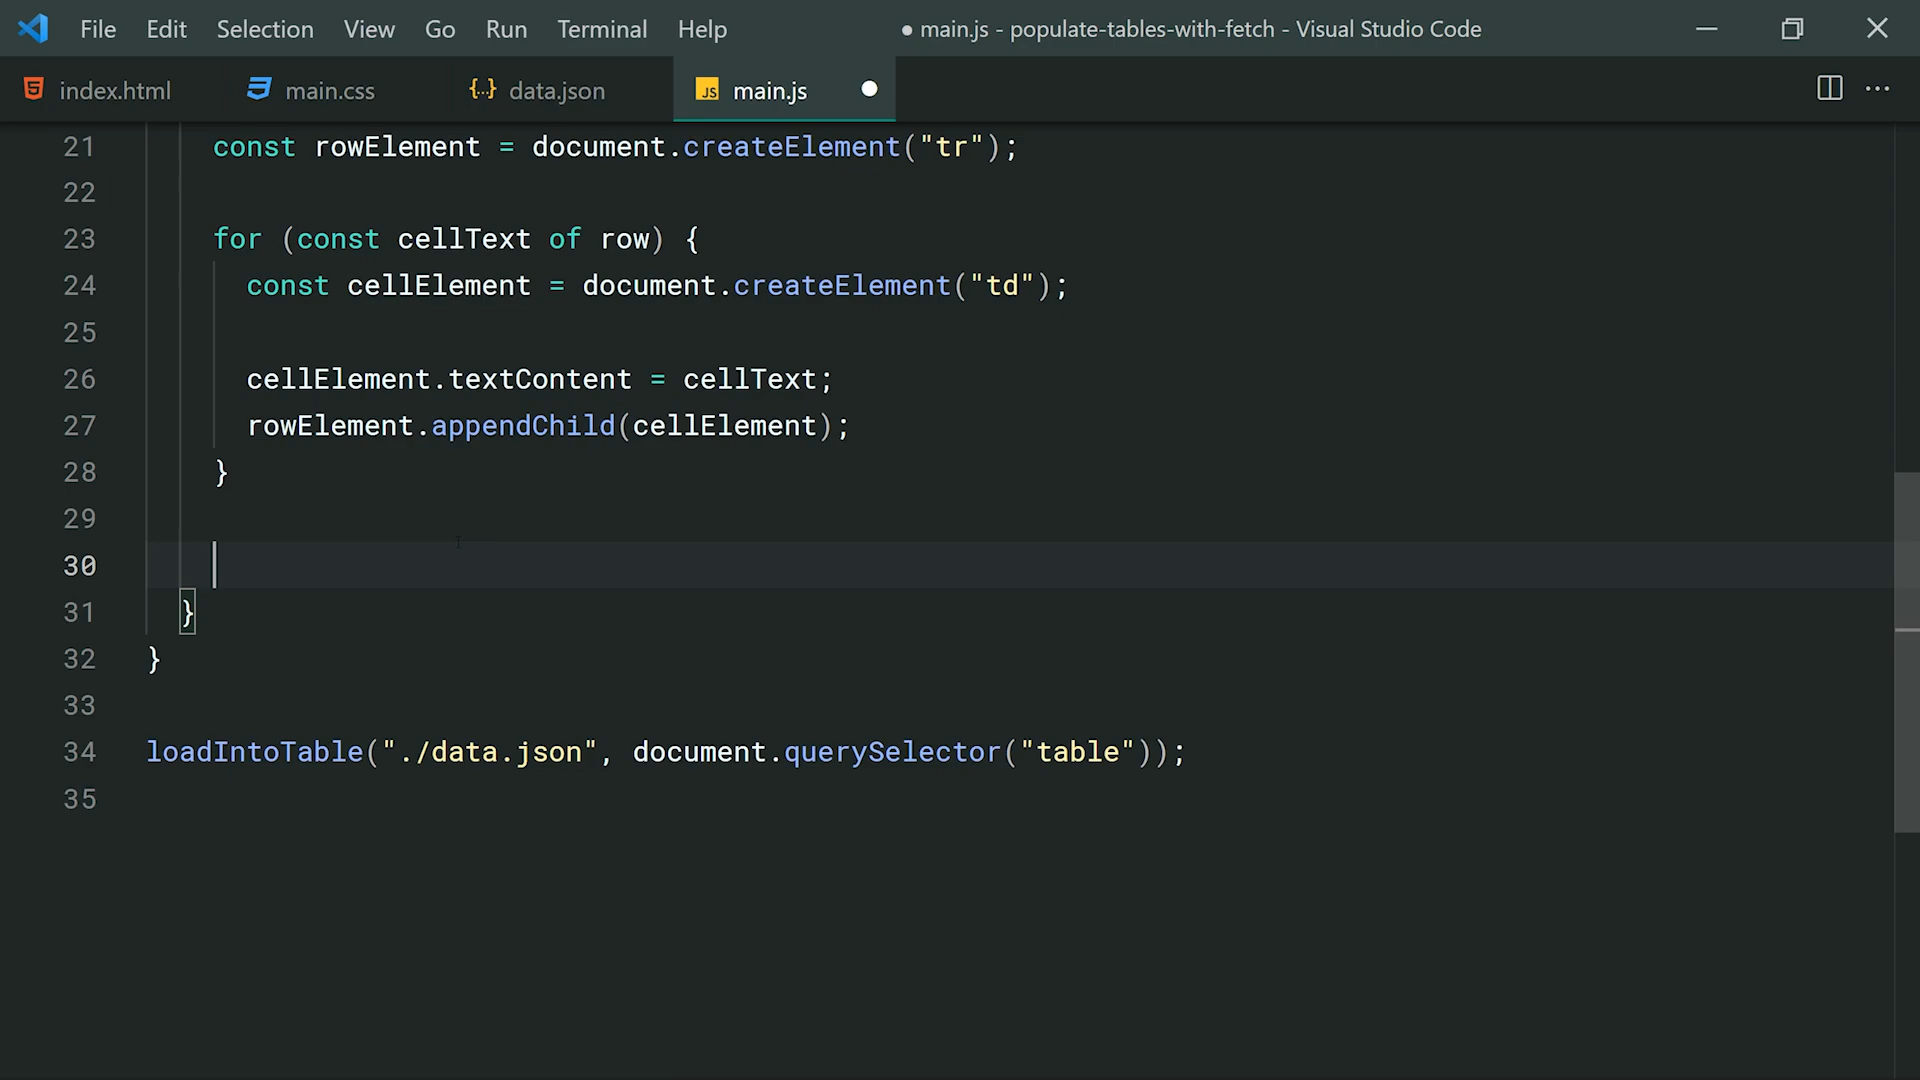 File Edit Selection View Go Run Terminal Help ● main.js - populate-tables-with-fetch - Visual Studio Code
index.html main.css {..} data.json JS main.js
21 const rowElement = document.createElement("tr");
22
23 for (const cellText of row) {
24 const cellElement = document.createElement("td");
25
26 cellElement.textContent = cellText;
27 rowElement.appendChild(cellElement);
28 }
29
30
31 }
32 }
33
34 loadIntoTable("./data.json", document.querySelector("table"));
35